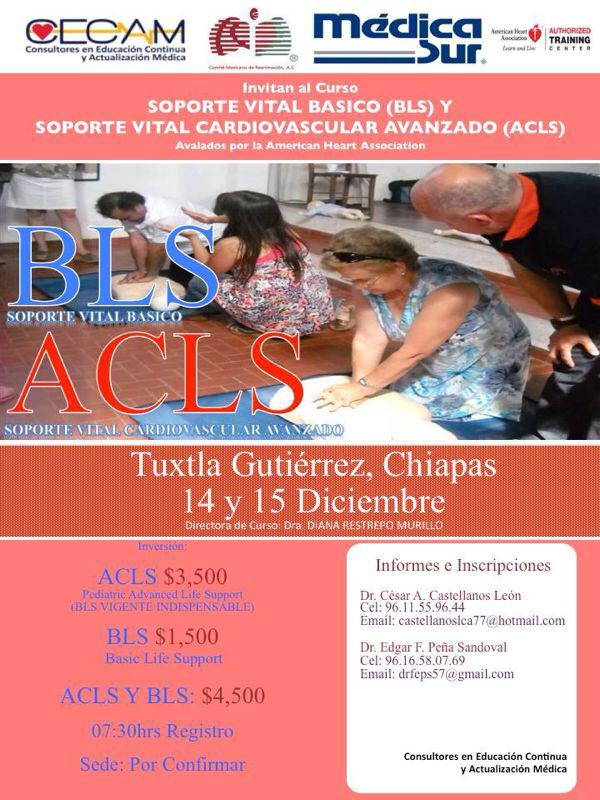 CECAM
Consultores en Educación Continua
y Actualización Médica
Comité Mexicano de Reanimación, A.C
Médica
Sur
American Heart
Association
Learn and Live
AUTHORIZED
TRAINING
CENTER
Invitan al Curso
SOPORTE VITAL BASICO (BLS) Y
SOPORTE VITAL CARDIOVASCULAR AVANZADO (ACLS)
Avalados por la American Heart Association
BLS
SOPORTE VITAL BASICO
ACLS
SOPORTE VITAL CARDIOVASCULAR AVANZADO
Tuxtla Gutiérrez, Chiapas
14 y 15 Diciembre
Directora de Curso: Dra. DIANA RESTREPO MURILLO
Inversión:
ACLS $3,500
Pediatric Advanced Life Support
(BLS VIGENTE INDISPENSABLE)
BLS $1,500
Basic Life Support
ACLS Y BLS: $4,500
07:30hrs Registro
Sede: Por Confirmar
Informes e Inscripciones
Dr. César A. Castellanos León
Cel: 96.11.55.96.44
Email: castellanoslca77@hotmail.com
Dr. Edgar F. Peña Sandoval
Cel: 96.16.58.07.69
Email: drfeps57@gmail.com
Consultores en Educación Continua
y Actualización Médica